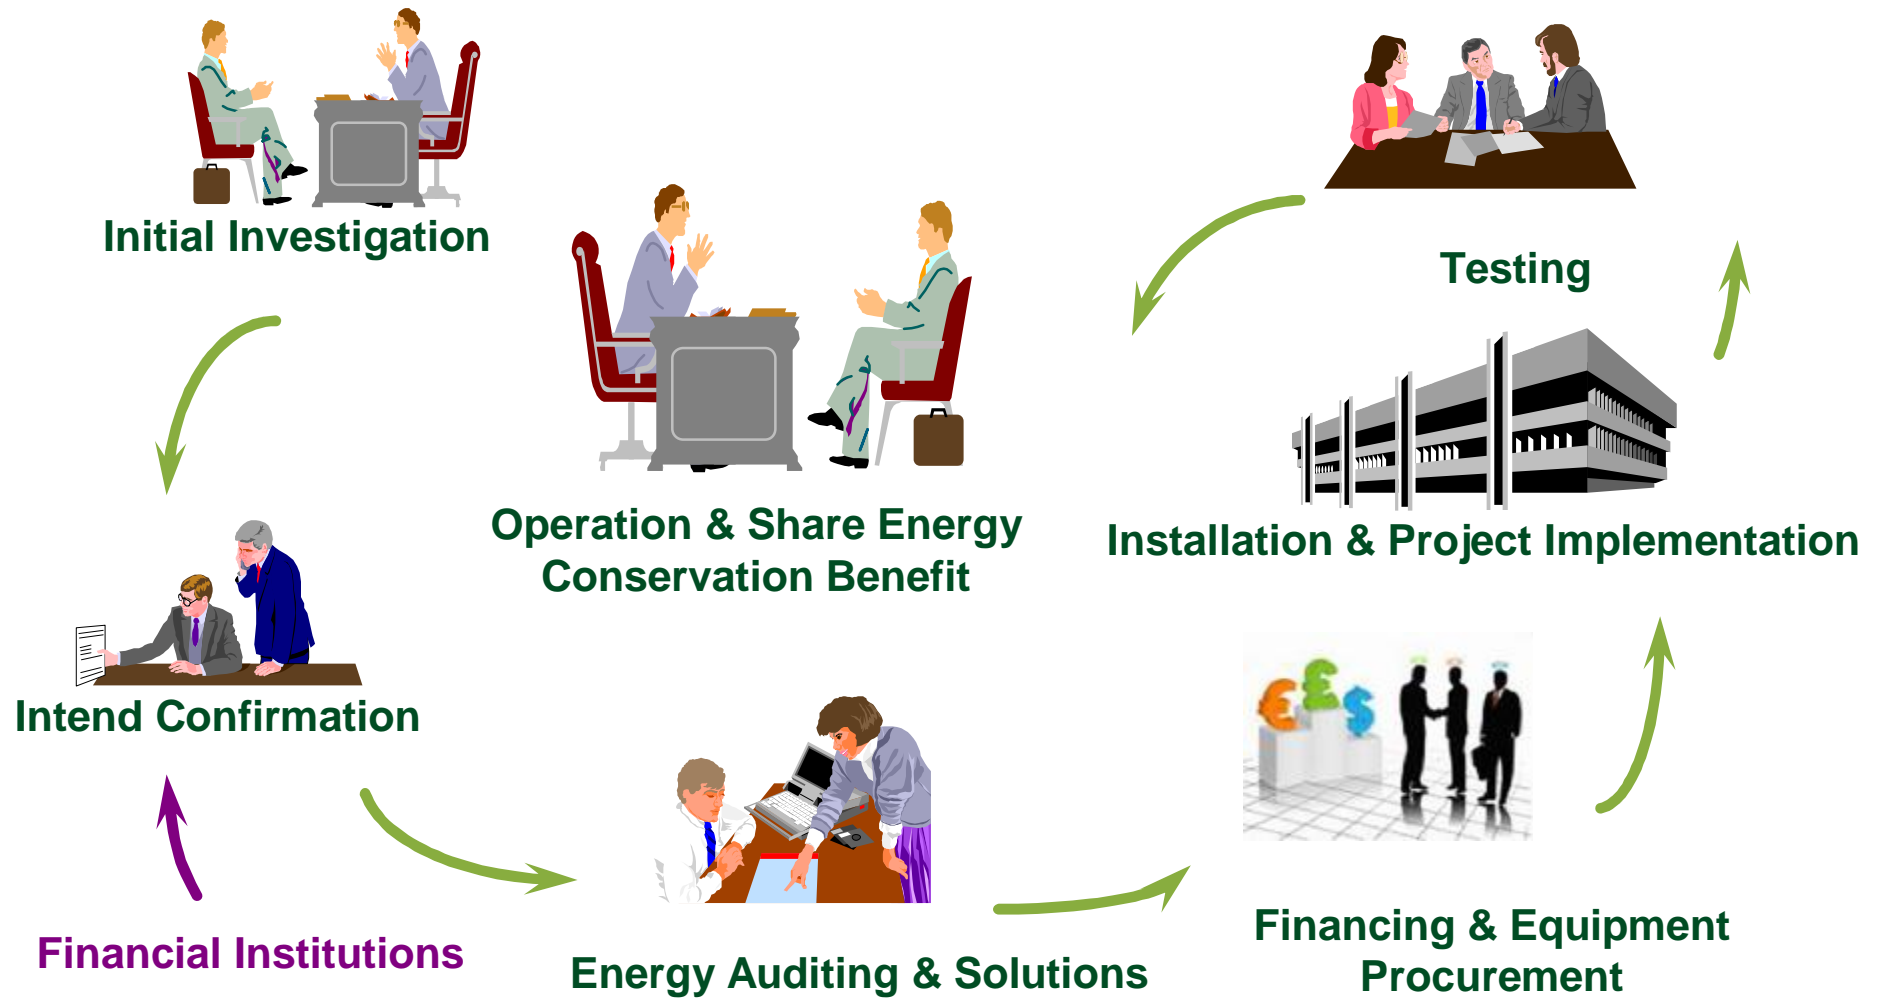 Initial Investigation
Testing
Operation & Share Energy
Conservation Benefit
Installation & Project Implementation
Intend Confirmation
Financial Institutions
Energy Auditing & Solutions
Financing & Equipment
Procurement